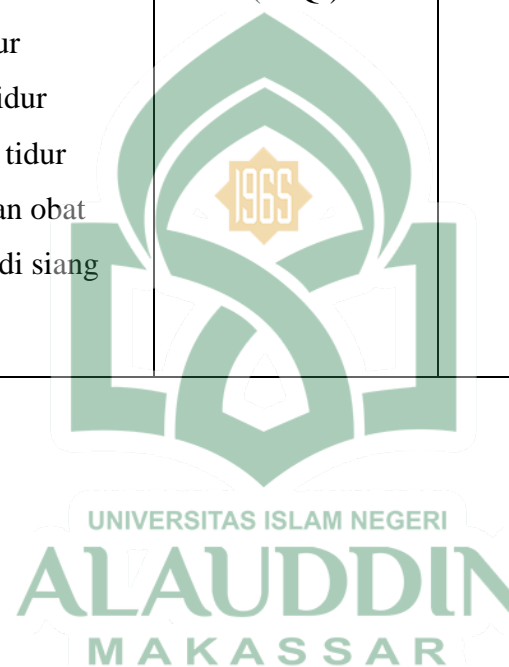 ur
idur
tidur
an obat
di siang
1965
UNIVERSITAS ISLAM NEGERI
ALAUDDIN
MAKASSAR